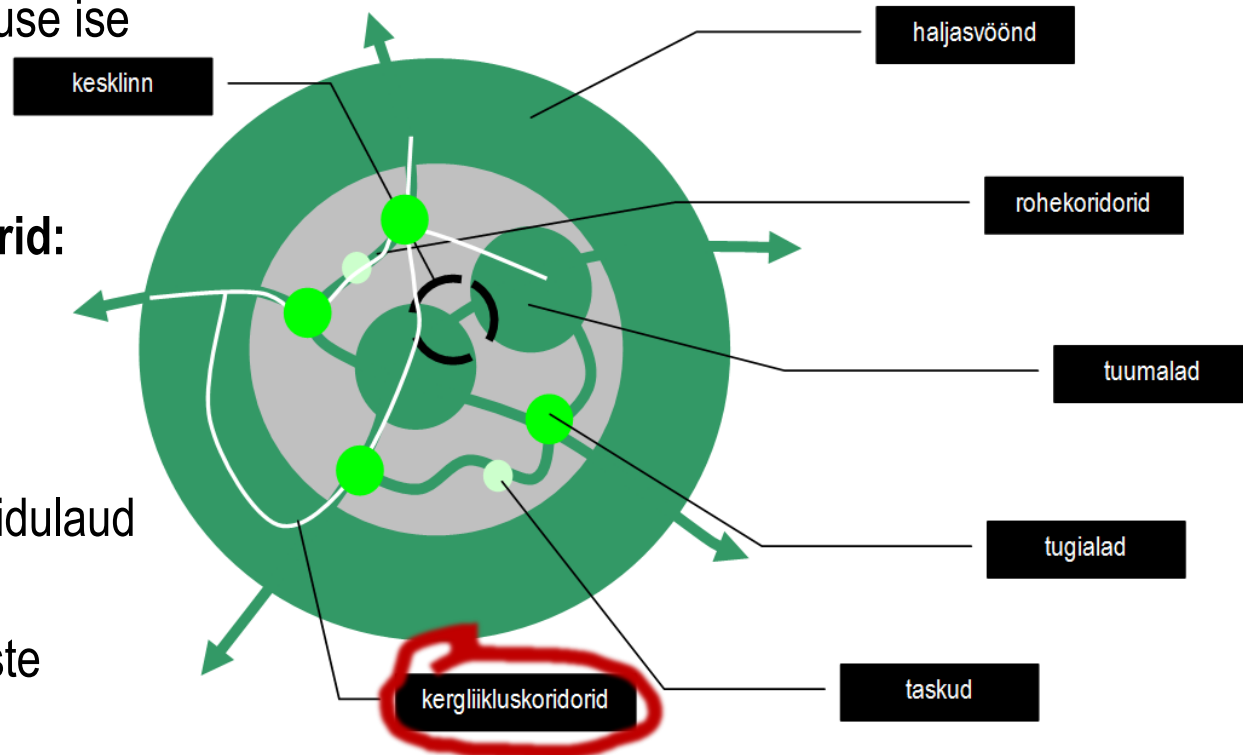 use ise
haljasvöönd
kesklinn
rohekoridorid
rid:
tuumalad
idulaud
tugialad
ste
kergliikluskoridorid
taskud